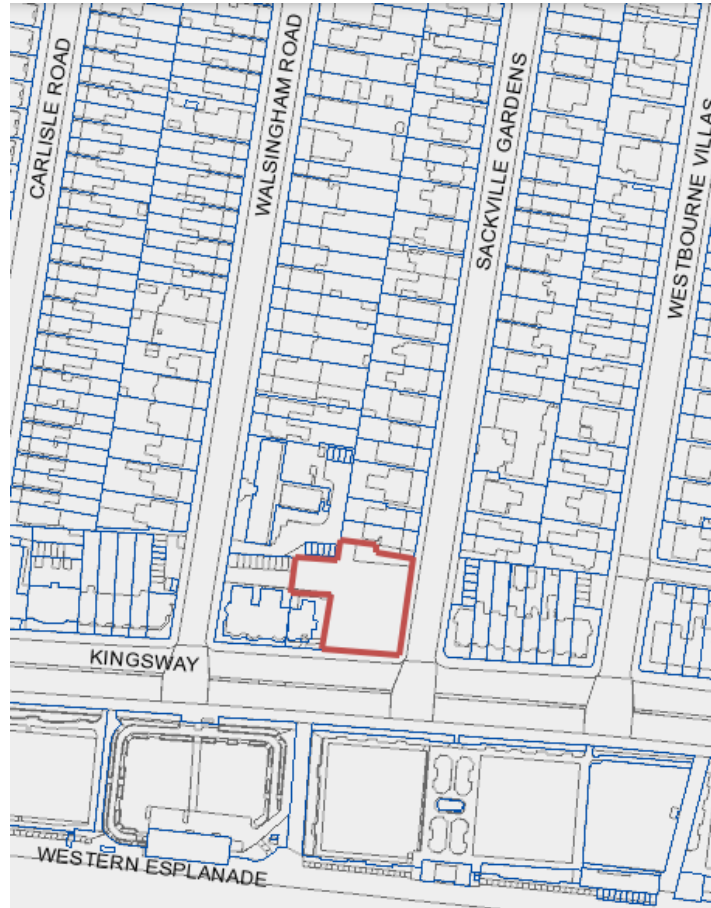 CARLISLE ROAD
WALSINGHAM ROAD
SACKVILLE GARDENS
WESTBOURNE VILLAS
KINGSWAY
WESTERN ESPLANADE